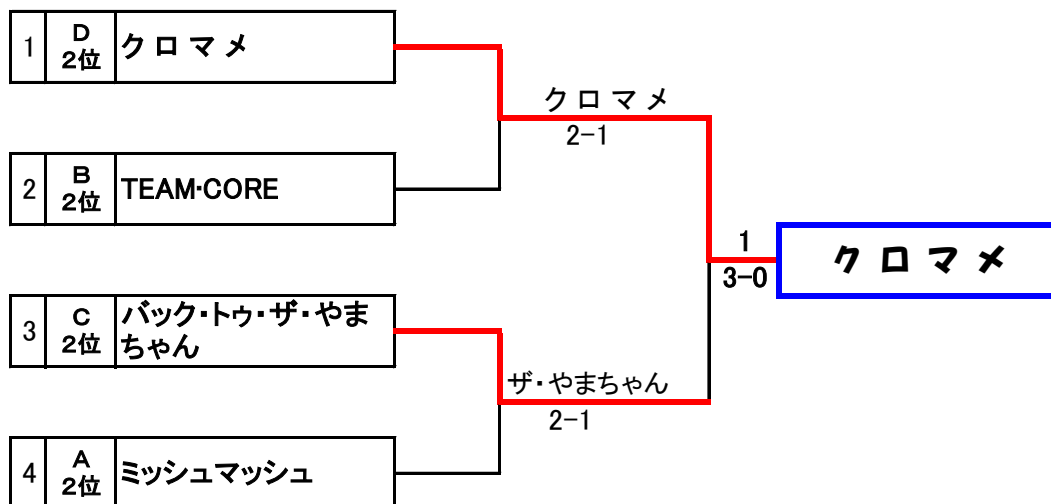 1 D 2位 クロマメ
クロマメ
2-1
2 B 2位 TEAM・CORE
1
3-0
クロマメ
3 C 2位 バック・トゥ・ザ・やま
ちゃん
ザ・やまちゃん
2-1
4 A 2位 ミッシュマッシュ